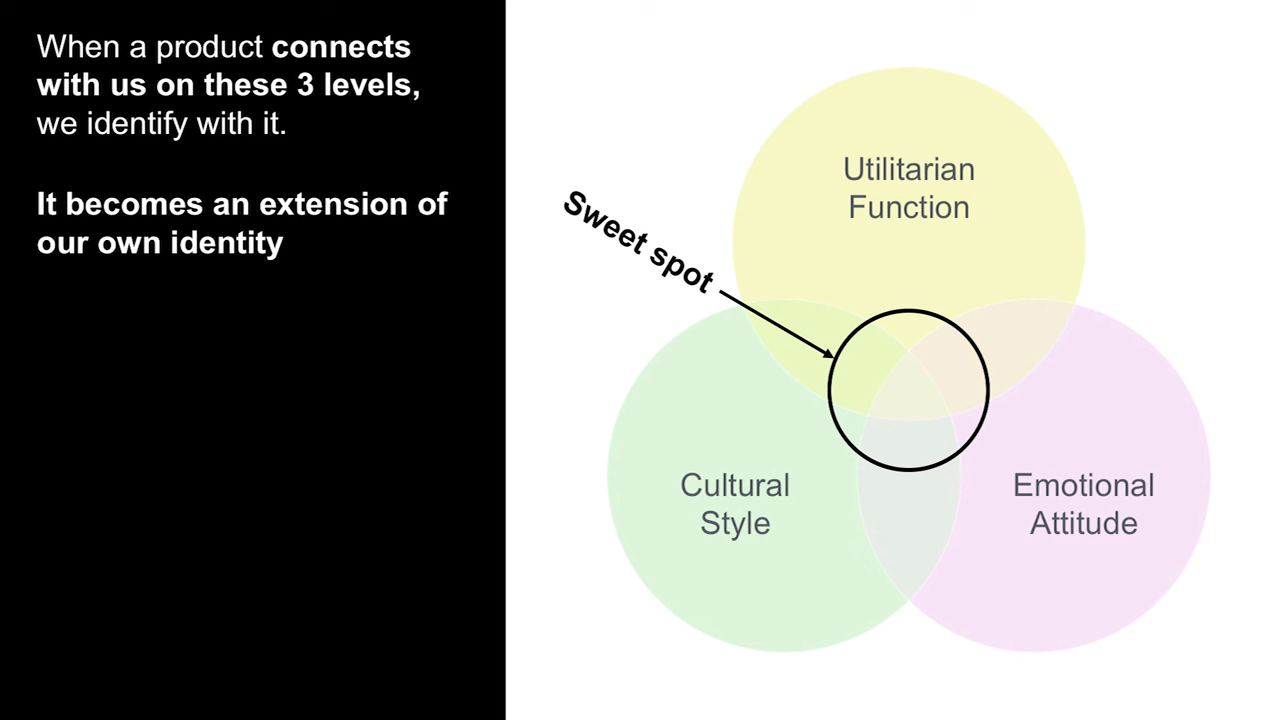 When a product connects
with us on these 3 levels,
we identify with it.
It becomes an extension of
our own identity
Utilitarian
Function
Sweet spot
Cultural
Style
Emotional
Attitude